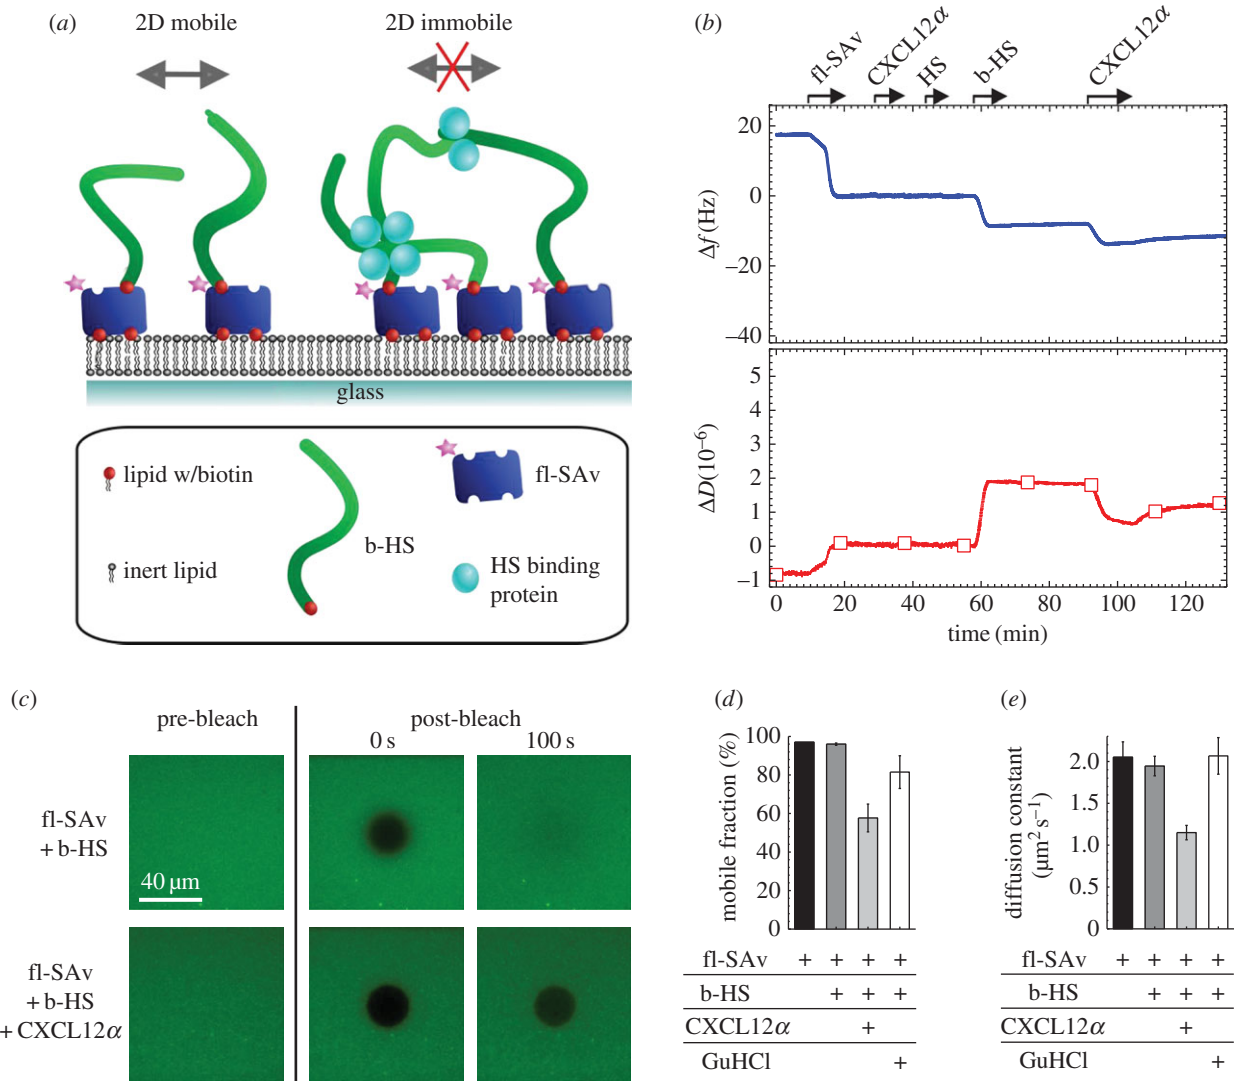 (a)
2D mobile
2D immobile
glass
lipid w/biotin
fl-SAv
b-HS
inert lipid
HS binding
protein
(b)
fl-SAv
CXCL12α
HS
b-HS
CXCL12α
20
0
−20
−40
Δf (Hz)
5
4
3
2
1
0
−1
ΔD(10⁻⁶)
0 20 40 60 80 100 120
time (min)
(c)
pre-bleach
post-bleach
0 s
100 s
fl-SAv
+ b-HS
40 µm
fl-SAv
+ b-HS
+ CXCL12α
(d)
mobile fraction (%)
100
80
60
40
20
0
fl-SAv + + + +
b-HS + + +
CXCL12α +
GuHCl +
(e)
diffusion constant
(µm² s⁻¹)
2.0
1.5
1.0
0.5
0
fl-SAv + + + +
b-HS + + +
CXCL12α +
GuHCl +